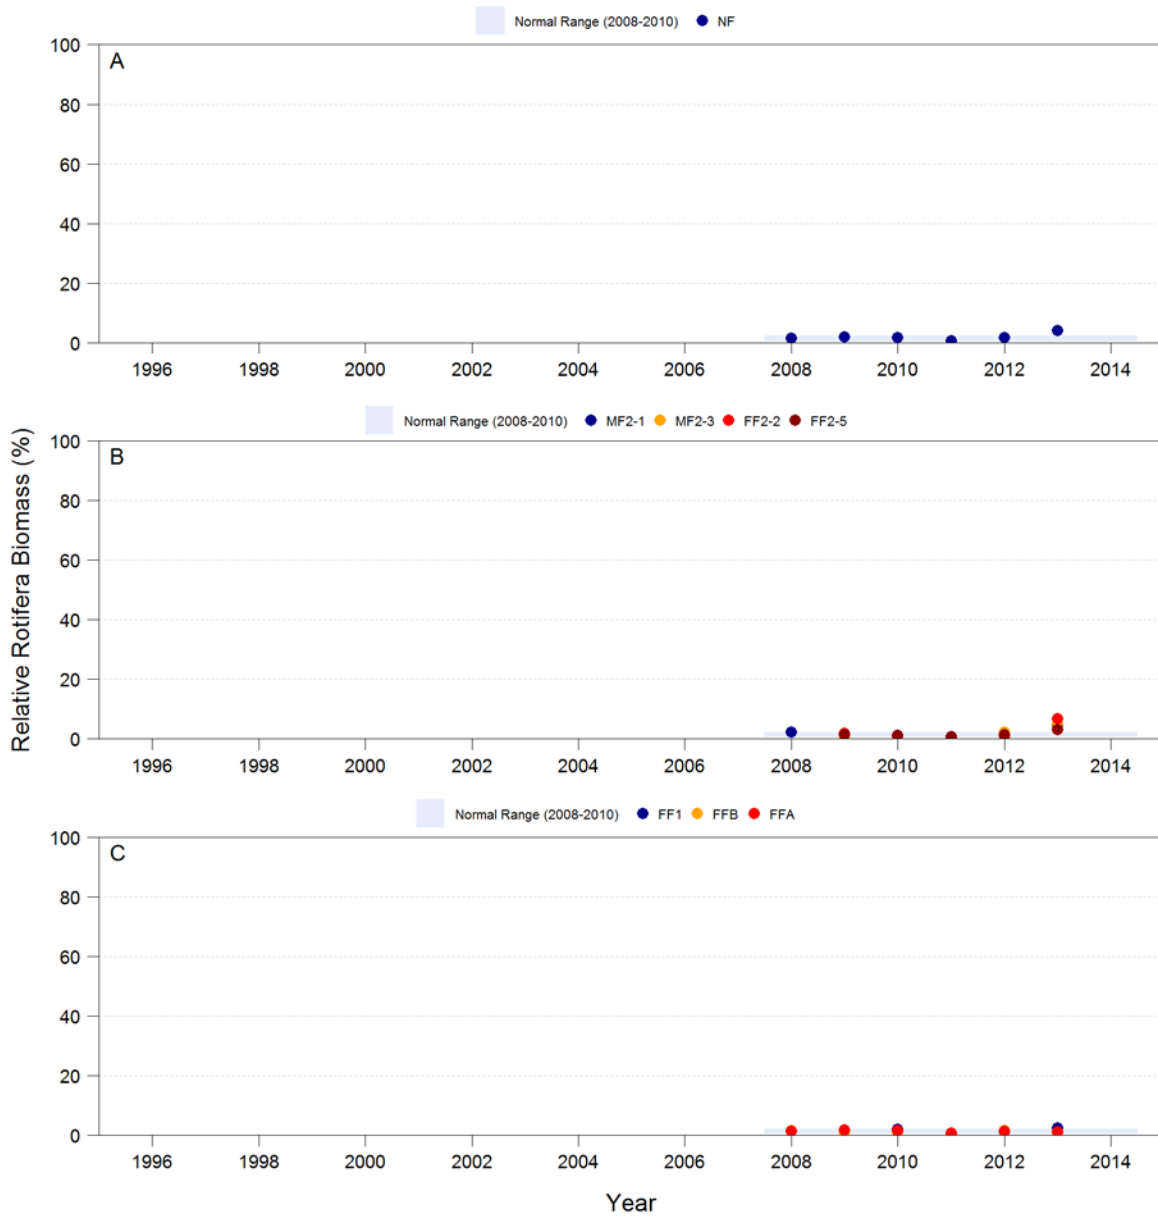 Normal Range (2008-2010) NF
A
100
80
60
40
20
0
1996 1998 2000 2002 2004 2006 2008 2010 2012 2014
Normal Range (2008-2010) MF2-1 MF2-3 FF2-2 FF2-5
Relative Rotifera Biomass (%)
B
100
80
60
40
20
0
1996 1998 2000 2002 2004 2006 2008 2010 2012 2014
Normal Range (2008-2010) FF1 FFB FFA
C
100
80
60
40
20
0
1996 1998 2000 2002 2004 2006 2008 2010 2012 2014
Year